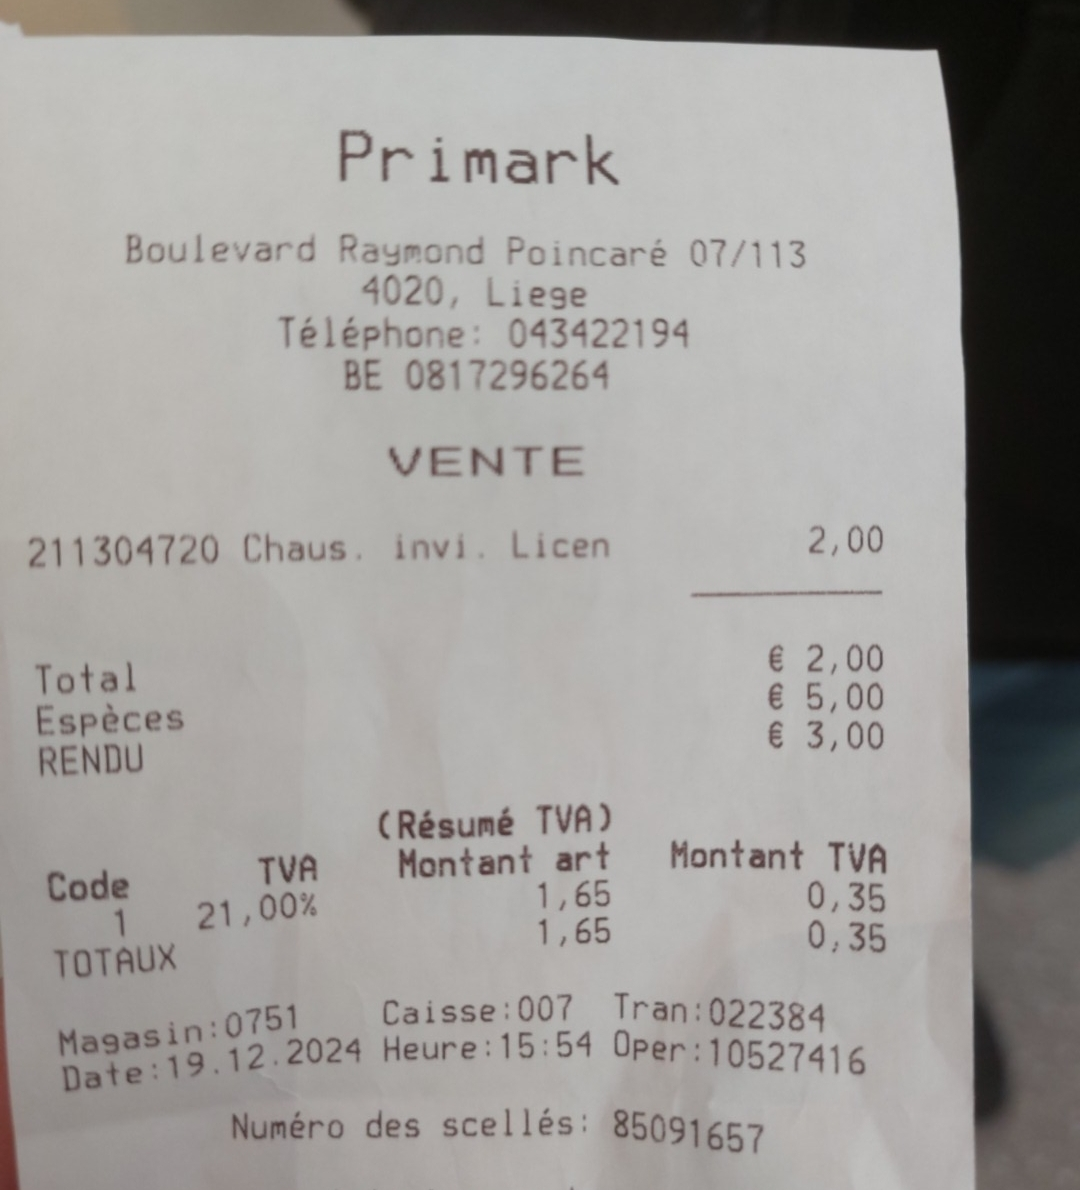 Primark
Boulevard Raymond Poincaré 07/113
4020, Liege
Téléphone: 043422194
BE 0817296264
VENTE
211304720 Chaus. invi. Licen 2,00
Total € 2,00
Espèces € 5,00
RENDU € 3,00
(Résumé TVA)
Code TVA Montant art Montant TVA
1 21,00% 1,65 0,35
TOTAUX 1,65 0,35
Magasin:0751 Caisse:007 Tran:022384
Date:19.12.2024 Heure:15:54 Oper:10527416
Numéro des scellés: 85091657